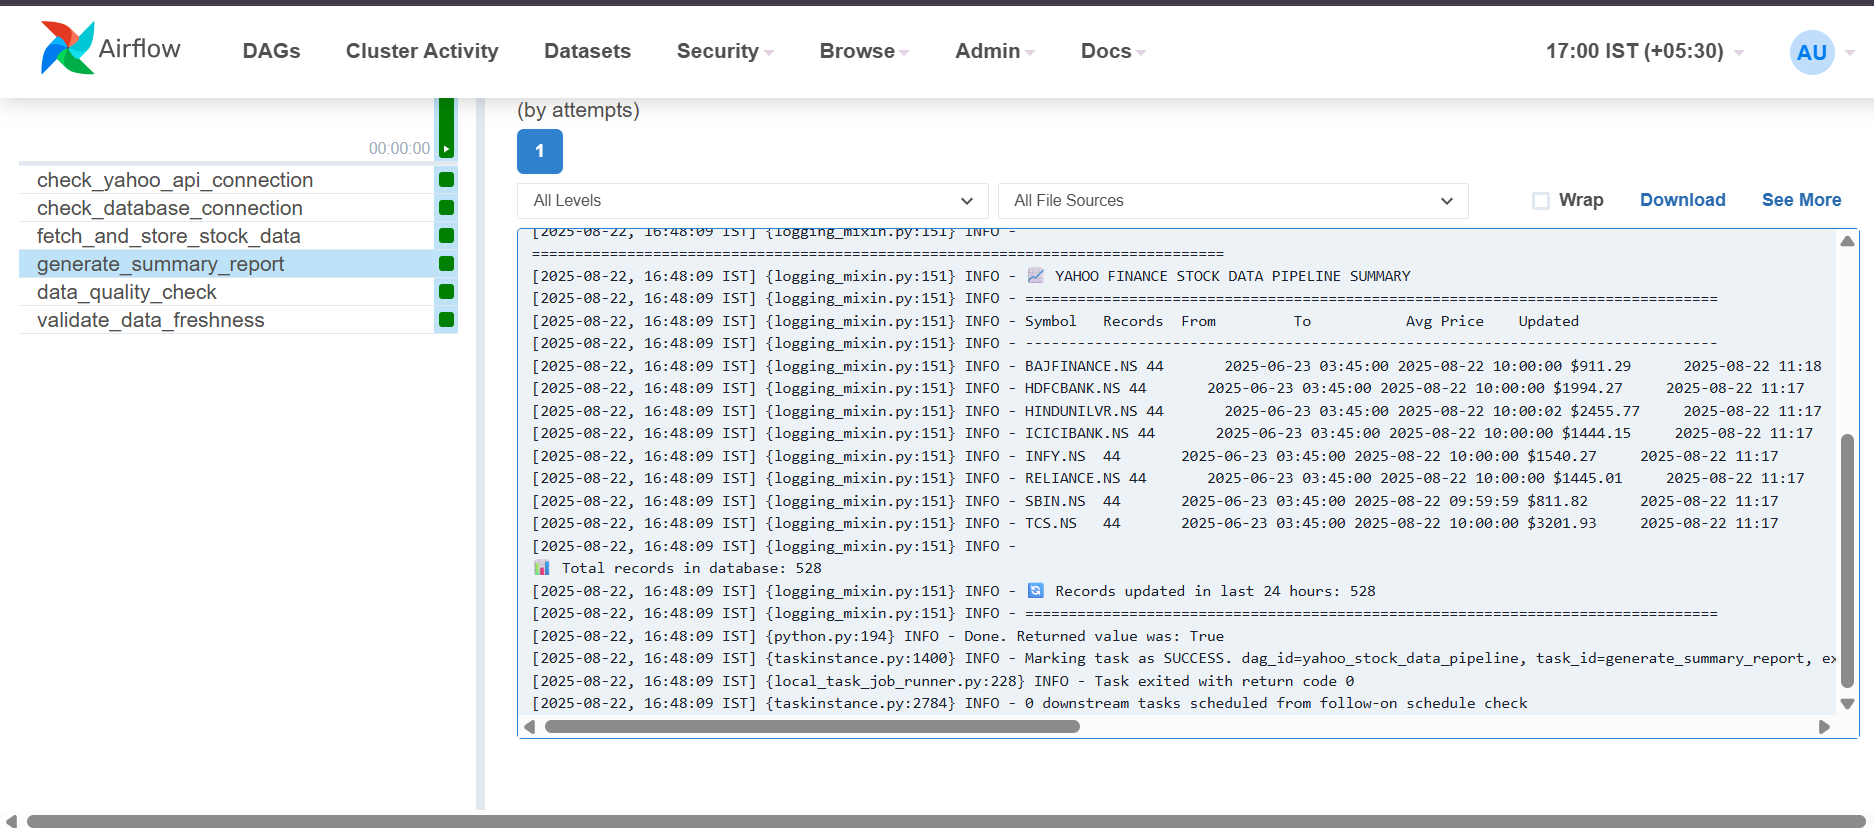 Airflow DAGs Cluster Activity Datasets Security Browse Admin Docs 17:00 IST (+05:30) AU
00:00:00
check_yahoo_api_connection
check_database_connection
fetch_and_store_stock_data
generate_summary_report
data_quality_check
validate_data_freshness
(by attempts)
1
All Levels All File Sources Wrap Download See More
[2025-08-22, 16:48:09 IST] {logging_mixin.py:151} INFO -
================================================================================
[2025-08-22, 16:48:09 IST] {logging_mixin.py:151} INFO - 📈 YAHOO FINANCE STOCK DATA PIPELINE SUMMARY
[2025-08-22, 16:48:09 IST] {logging_mixin.py:151} INFO - ================================================================================
[2025-08-22, 16:48:09 IST] {logging_mixin.py:151} INFO - Symbol Records From To Avg Price Updated
[2025-08-22, 16:48:09 IST] {logging_mixin.py:151} INFO - --------------------------------------------------------------------------------
[2025-08-22, 16:48:09 IST] {logging_mixin.py:151} INFO - BAJFINANCE.NS 44 2025-06-23 03:45:00 2025-08-22 10:00:00 $911.29 2025-08-22 11:18
[2025-08-22, 16:48:09 IST] {logging_mixin.py:151} INFO - HDFCBANK.NS 44 2025-06-23 03:45:00 2025-08-22 10:00:00 $1994.27 2025-08-22 11:17
[2025-08-22, 16:48:09 IST] {logging_mixin.py:151} INFO - HINDUNILVR.NS 44 2025-06-23 03:45:00 2025-08-22 10:00:02 $2455.77 2025-08-22 11:17
[2025-08-22, 16:48:09 IST] {logging_mixin.py:151} INFO - ICICIBANK.NS 44 2025-06-23 03:45:00 2025-08-22 10:00:00 $1444.15 2025-08-22 11:17
[2025-08-22, 16:48:09 IST] {logging_mixin.py:151} INFO - INFY.NS 44 2025-06-23 03:45:00 2025-08-22 10:00:00 $1540.27 2025-08-22 11:17
[2025-08-22, 16:48:09 IST] {logging_mixin.py:151} INFO - RELIANCE.NS 44 2025-06-23 03:45:00 2025-08-22 10:00:00 $1445.01 2025-08-22 11:17
[2025-08-22, 16:48:09 IST] {logging_mixin.py:151} INFO - SBIN.NS 44 2025-06-23 03:45:00 2025-08-22 09:59:59 $811.82 2025-08-22 11:17
[2025-08-22, 16:48:09 IST] {logging_mixin.py:151} INFO - TCS.NS 44 2025-06-23 03:45:00 2025-08-22 10:00:00 $3201.93 2025-08-22 11:17
[2025-08-22, 16:48:09 IST] {logging_mixin.py:151} INFO -
📊 Total records in database: 528
[2025-08-22, 16:48:09 IST] {logging_mixin.py:151} INFO - 🔄 Records updated in last 24 hours: 528
[2025-08-22, 16:48:09 IST] {logging_mixin.py:151} INFO - ================================================================================
[2025-08-22, 16:48:09 IST] {python.py:194} INFO - Done. Returned value was: True
[2025-08-22, 16:48:09 IST] {taskinstance.py:1400} INFO - Marking task as SUCCESS. dag_id=yahoo_stock_data_pipeline, task_id=generate_summary_report, ex
[2025-08-22, 16:48:09 IST] {local_task_job_runner.py:228} INFO - Task exited with return code 0
[2025-08-22, 16:48:09 IST] {taskinstance.py:2784} INFO - 0 downstream tasks scheduled from follow-on schedule check